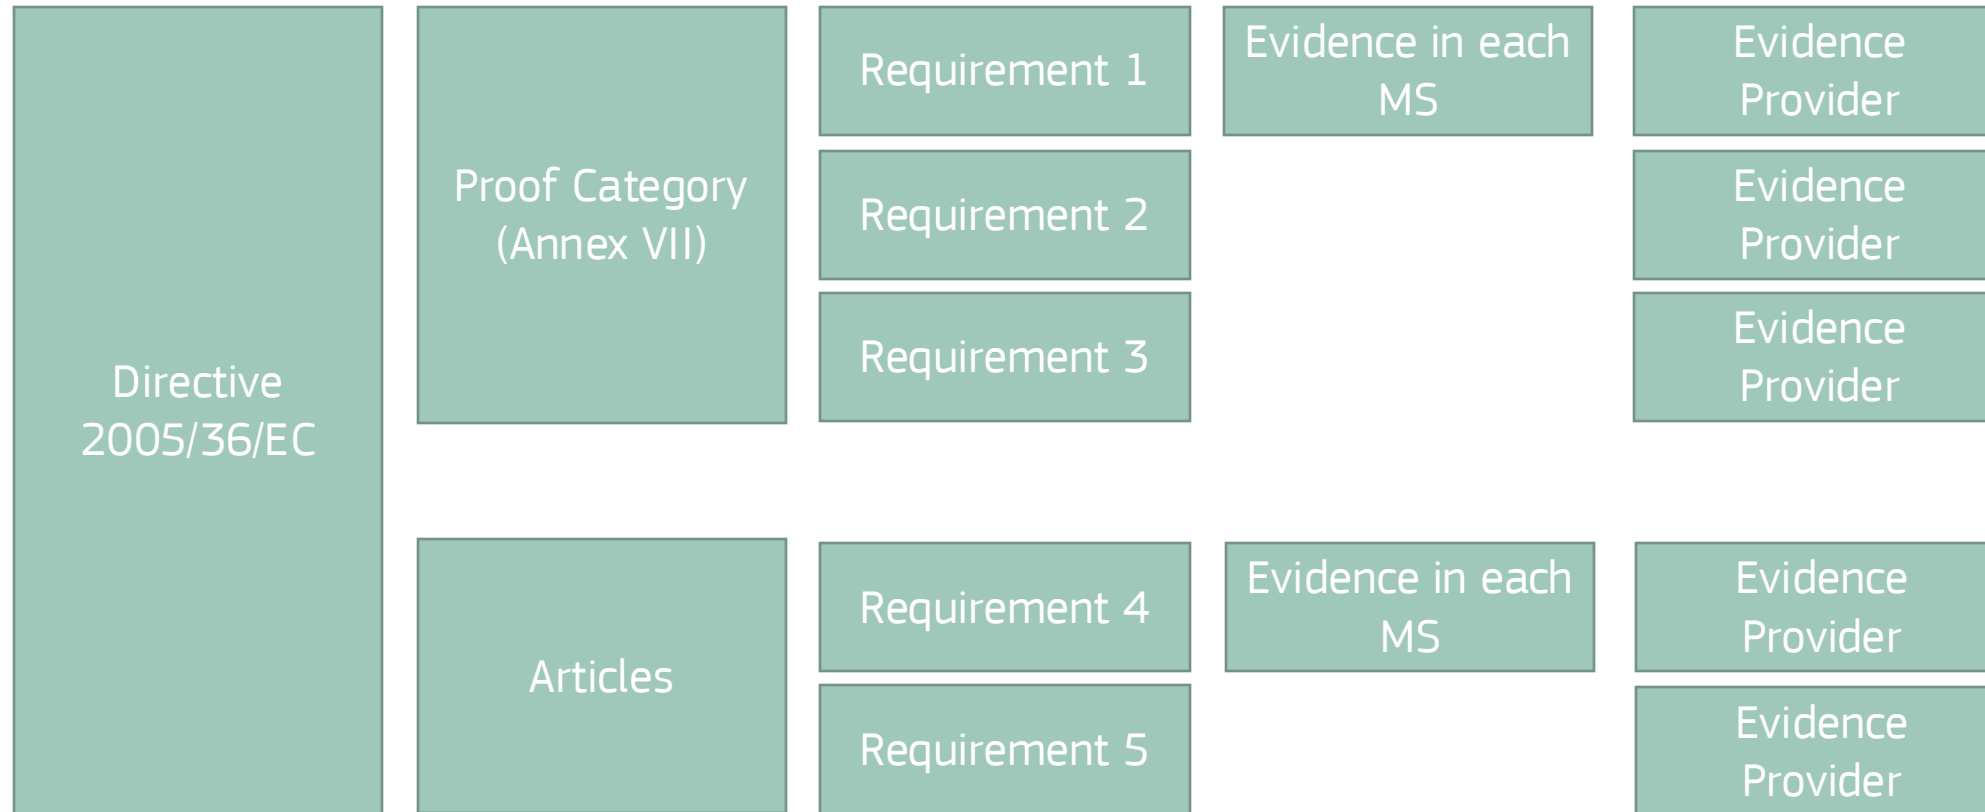 Directive
2005/36/EC
Proof Category
(Annex VII)
Requirement 1
Evidence in each
MS
Evidence
Provider
Requirement 2
Evidence
Provider
Requirement 3
Evidence
Provider
Articles
Requirement 4
Evidence in each
MS
Evidence
Provider
Requirement 5
Evidence
Provider